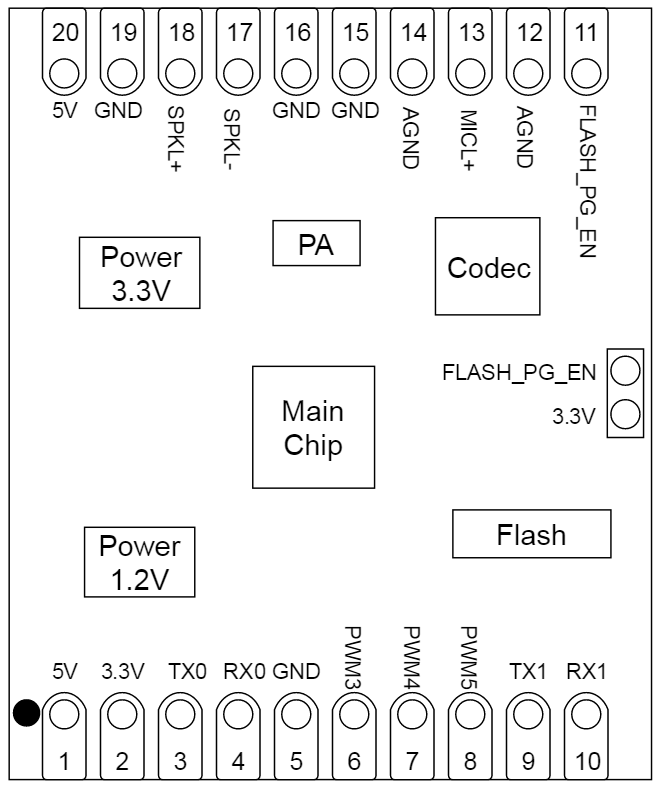 20 19 18 17 16 15 14 13 12 11
5V GND SPKL+ SPKL- GND GND AGND MICL+ AGND FLASH_PG_EN
Power
3.3V
PA
Codec
FLASH_PG_EN
3.3V
Main
Chip
Flash
Power
1.2V
5V 3.3V TX0 RX0 GND PWM3 PWM4 PWM5 TX1 RX1
1 2 3 4 5 6 7 8 9 10